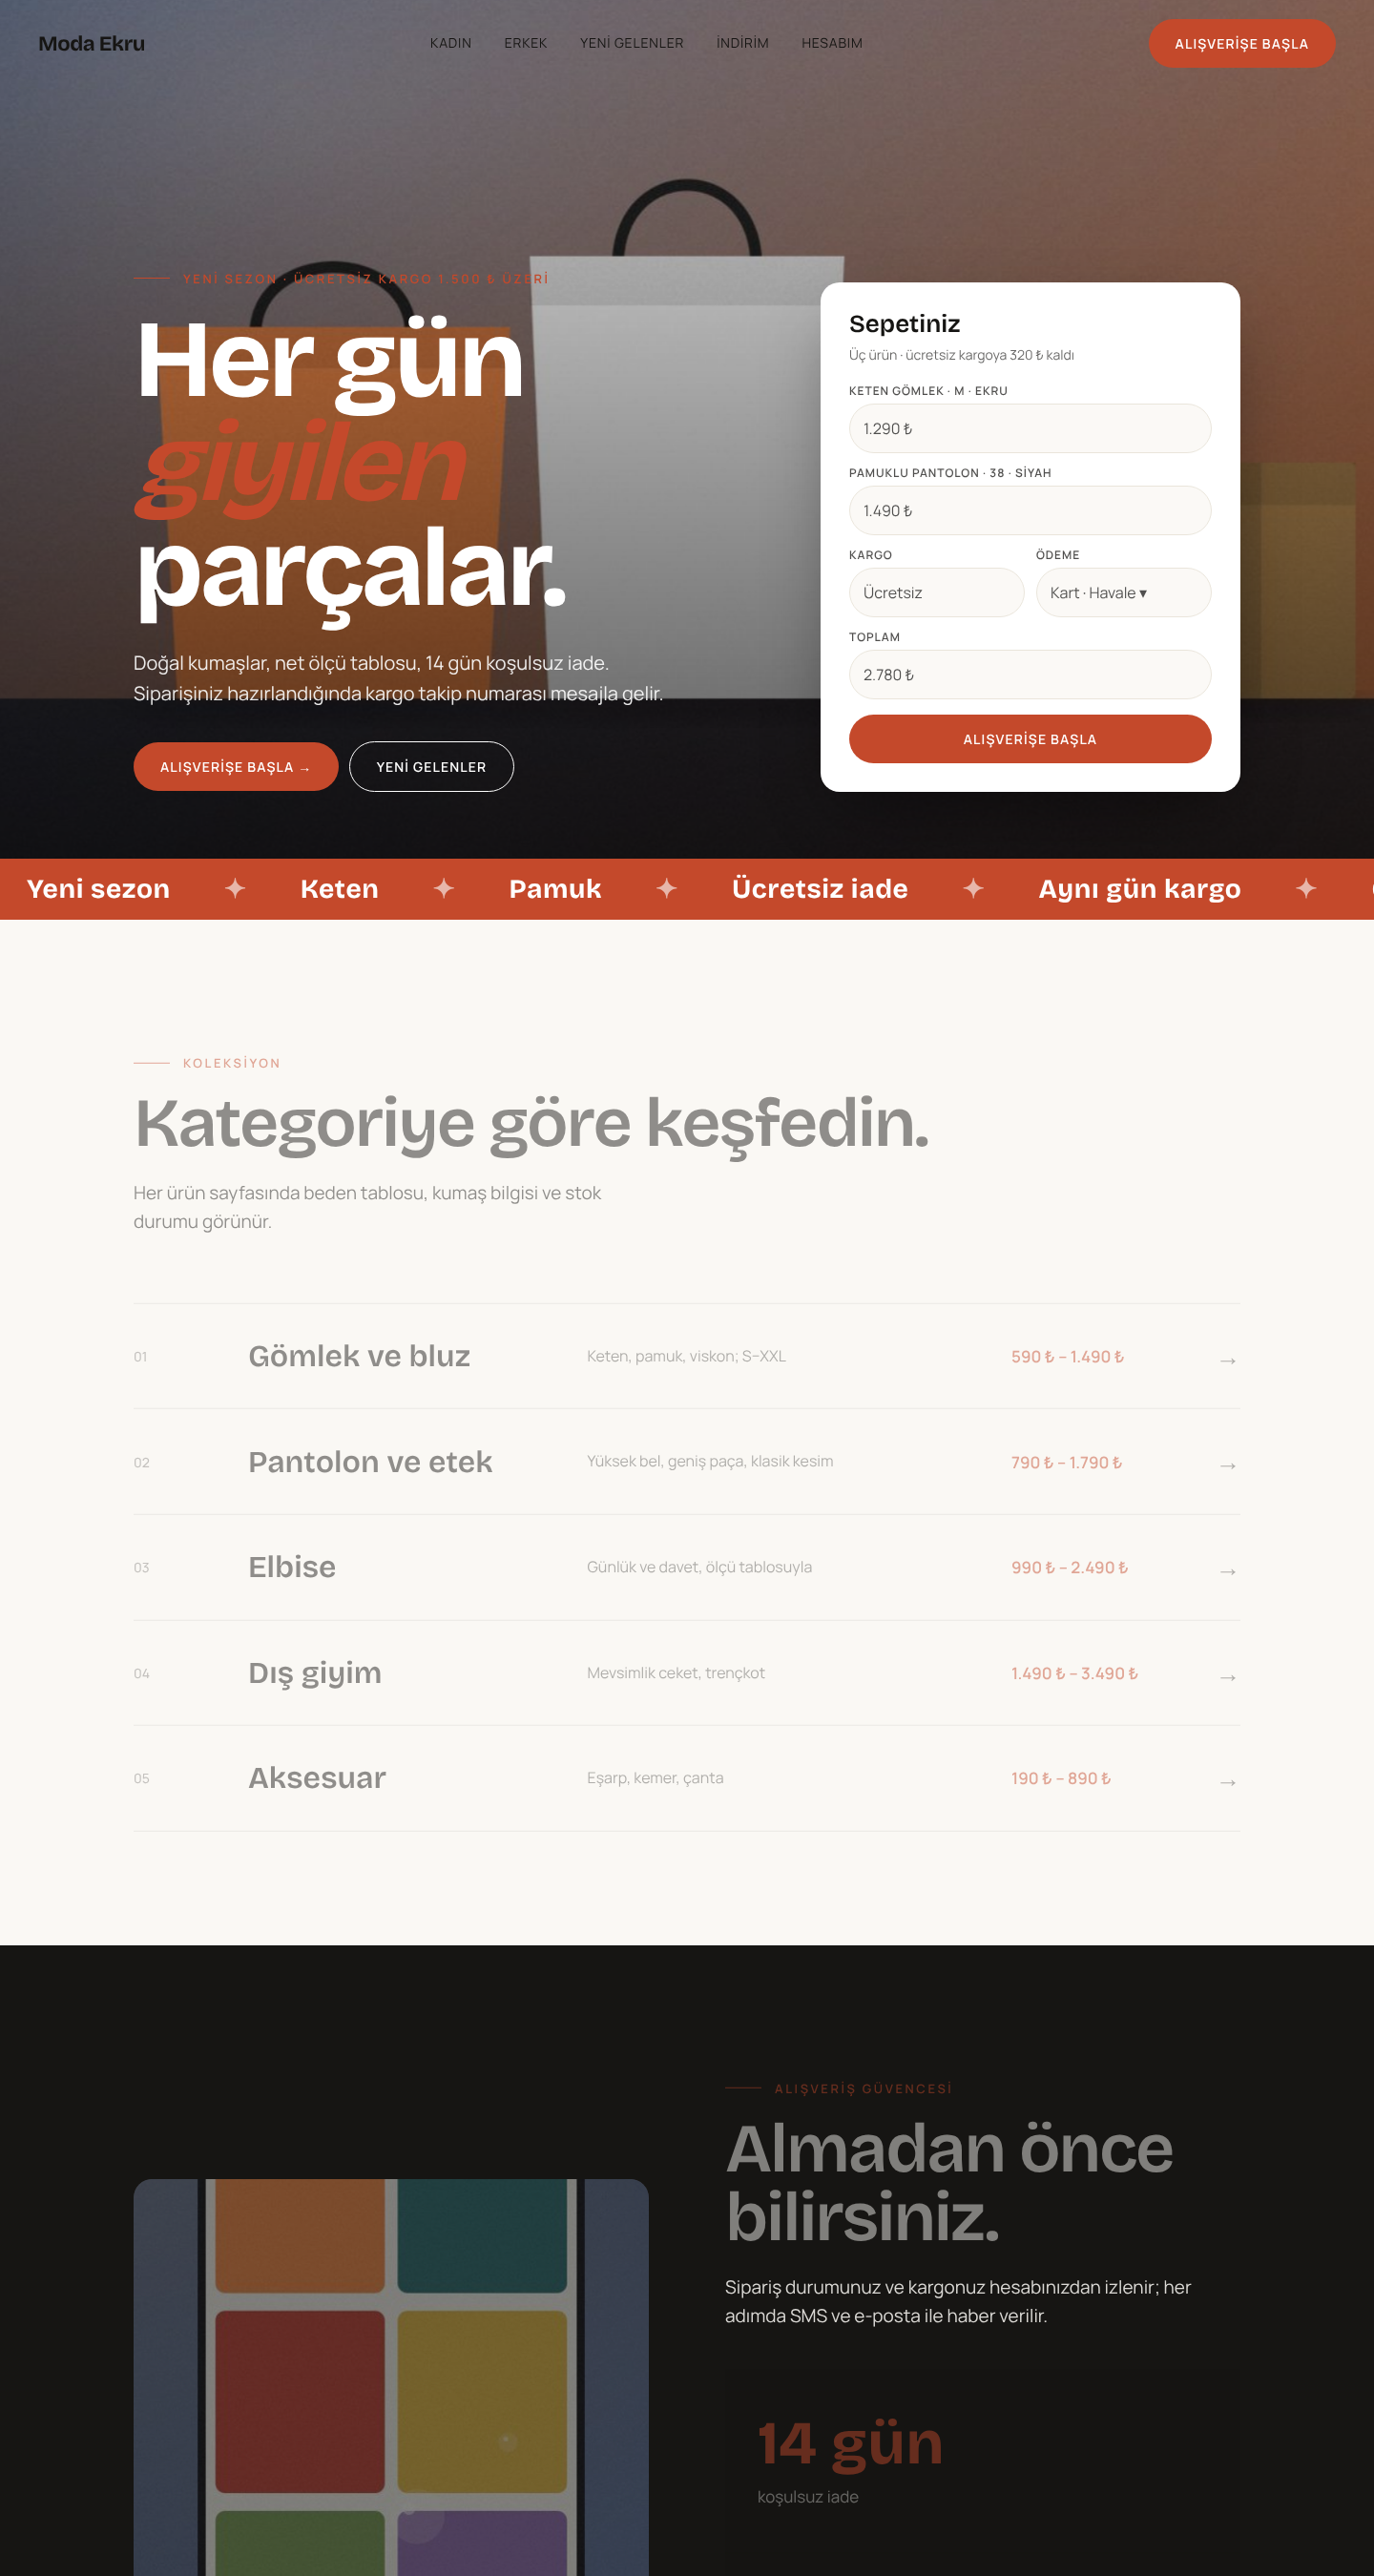 Moda Ekru
KADIN
ERKEK
YENİ GELENLER
İNDİRİM
HESABIM
ALIŞVERİŞE BAŞLA
YENİ SEZON · ÜCRETSİZ KARGO 1.500 ₺ ÜZERİ
Her gün
giyilen
parçalar.
Doğal kumaşlar, net ölçü tablosu, 14 gün koşulsuz iade.
Siparişiniz hazırlandığında kargo takip numarası mesajla gelir.
ALIŞVERİŞE BAŞLA →
YENİ GELENLER
Sepetiniz
Üç ürün · ücretsiz kargoya 320 ₺ kaldı
KETEN GÖMLEK · M · EKRU
1.290 ₺
PAMUKLU PANTOLON · 38 · SİYAH
1.490 ₺
KARGO
ÖDEME
Ücretsiz
Kart · Havale ▾
TOPLAM
2.780 ₺
ALIŞVERİŞE BAŞLA
Yeni sezon ✦ Keten ✦ Pamuk ✦ Ücretsiz iade ✦ Aynı gün kargo ✦
KOLEKSİYON
Kategoriye göre keşfedin.
Her ürün sayfasında beden tablosu, kumaş bilgisi ve stok
durumu görünür.
01 Gömlek ve bluz Keten, pamuk, viskon; S–XXL 590 ₺ – 1.490 ₺ →
02 Pantolon ve etek Yüksek bel, geniş paça, klasik kesim 790 ₺ – 1.790 ₺ →
03 Elbise Günlük ve davet, ölçü tablosuyla 990 ₺ – 2.490 ₺ →
04 Dış giyim Mevsimlik ceket, trençkot 1.490 ₺ – 3.490 ₺ →
05 Aksesuar Eşarp, kemer, çanta 190 ₺ – 890 ₺ →
ALIŞVERİŞ GÜVENCESİ
Almadan önce
bilirsiniz.
Sipariş durumunuz ve kargonuz hesabınızdan izlenir; her
adımda SMS ve e-posta ile haber verilir.
14 gün
koşulsuz iade